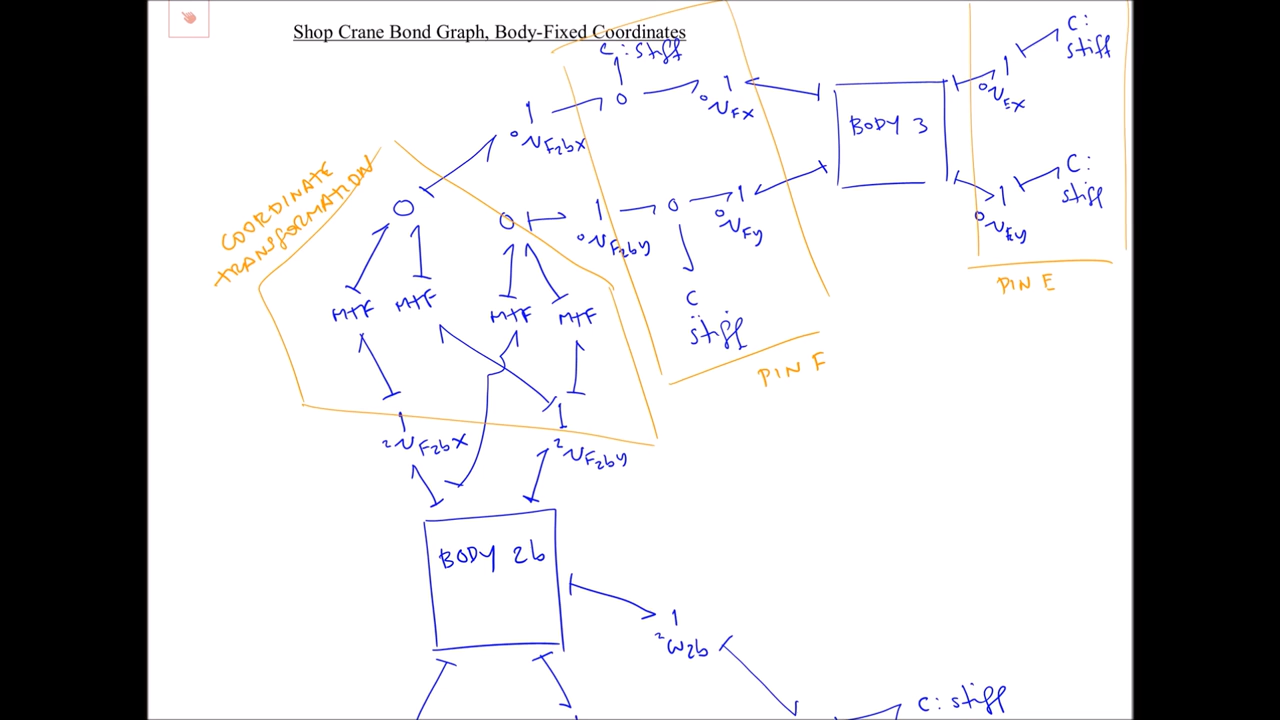 Shop Crane Bond Graph, Body-Fixed Coordinates
C: stiff
1
0
1
⁰v_Fx
⁰v_F2bx
BODY 3
1
⁰v_Ex
C:
stiff
COORDINATE
TRANSFORMATION
0
0
1
⁰v_F2by
0
1
⁰v_Fy
1
⁰v_Ey
C:
stiff
PIN E
MTF
MTF
MTF
MTF
C
:
stiff
PIN F
1
²v_F2bx
1
²v_F2by
BODY 2b
1
²ω2b
C: stiff